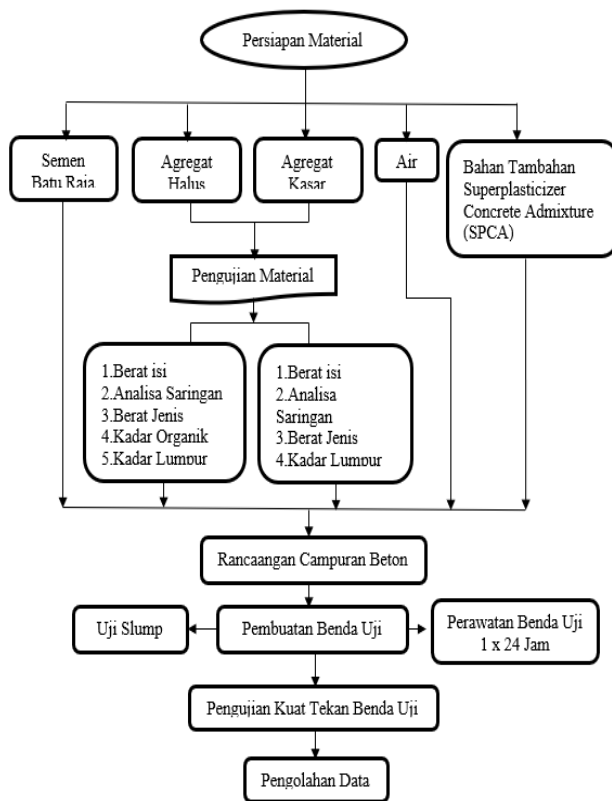 Persiapan Material
Semen
Batu Raja
Agregat
Halus
Agregat
Kasar
Air
Bahan Tambahan
Superplasticizer
Concrete Admixture
(SPCA)
Pengujian Material
1.Berat isi
2.Analisa Saringan
3.Berat Jenis
4.Kadar Organik
5.Kadar Lumpur
1.Berat isi
2.Analisa
Saringan
3.Berat Jenis
4.Kadar Lumpur
Rancaangan Campuran Beton
Uji Slump
Pembuatan Benda Uji
Perawatan Benda Uji
1 x 24 Jam
Pengujian Kuat Tekan Benda Uji
Pengolahan Data